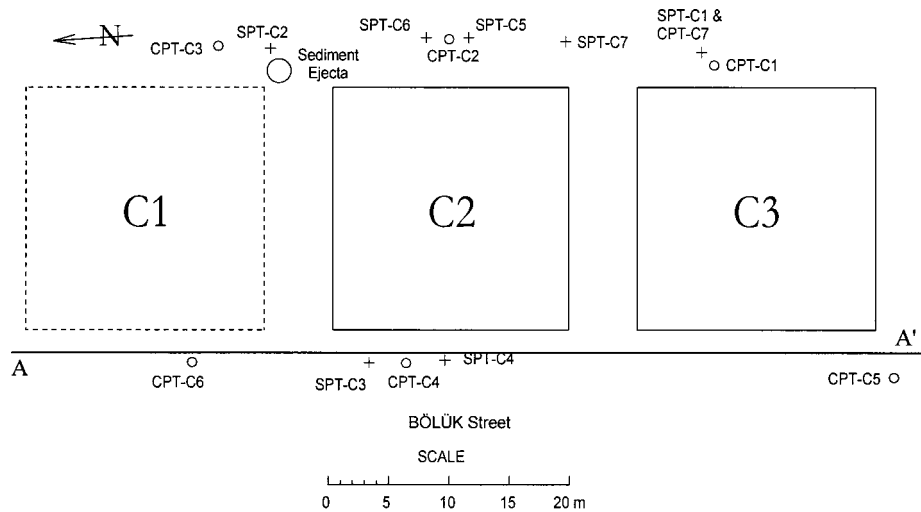 N
CPT-C3
SPT-C2
Sediment
Ejecta
SPT-C6
SPT-C5
CPT-C2
SPT-C7
SPT-C1 &
CPT-C7
CPT-C1
C1
C2
C3
A
A'
CPT-C6
SPT-C3
CPT-C4
SPT-C4
CPT-C5
BÖLÜK Street
SCALE
0 5 10 15 20 m